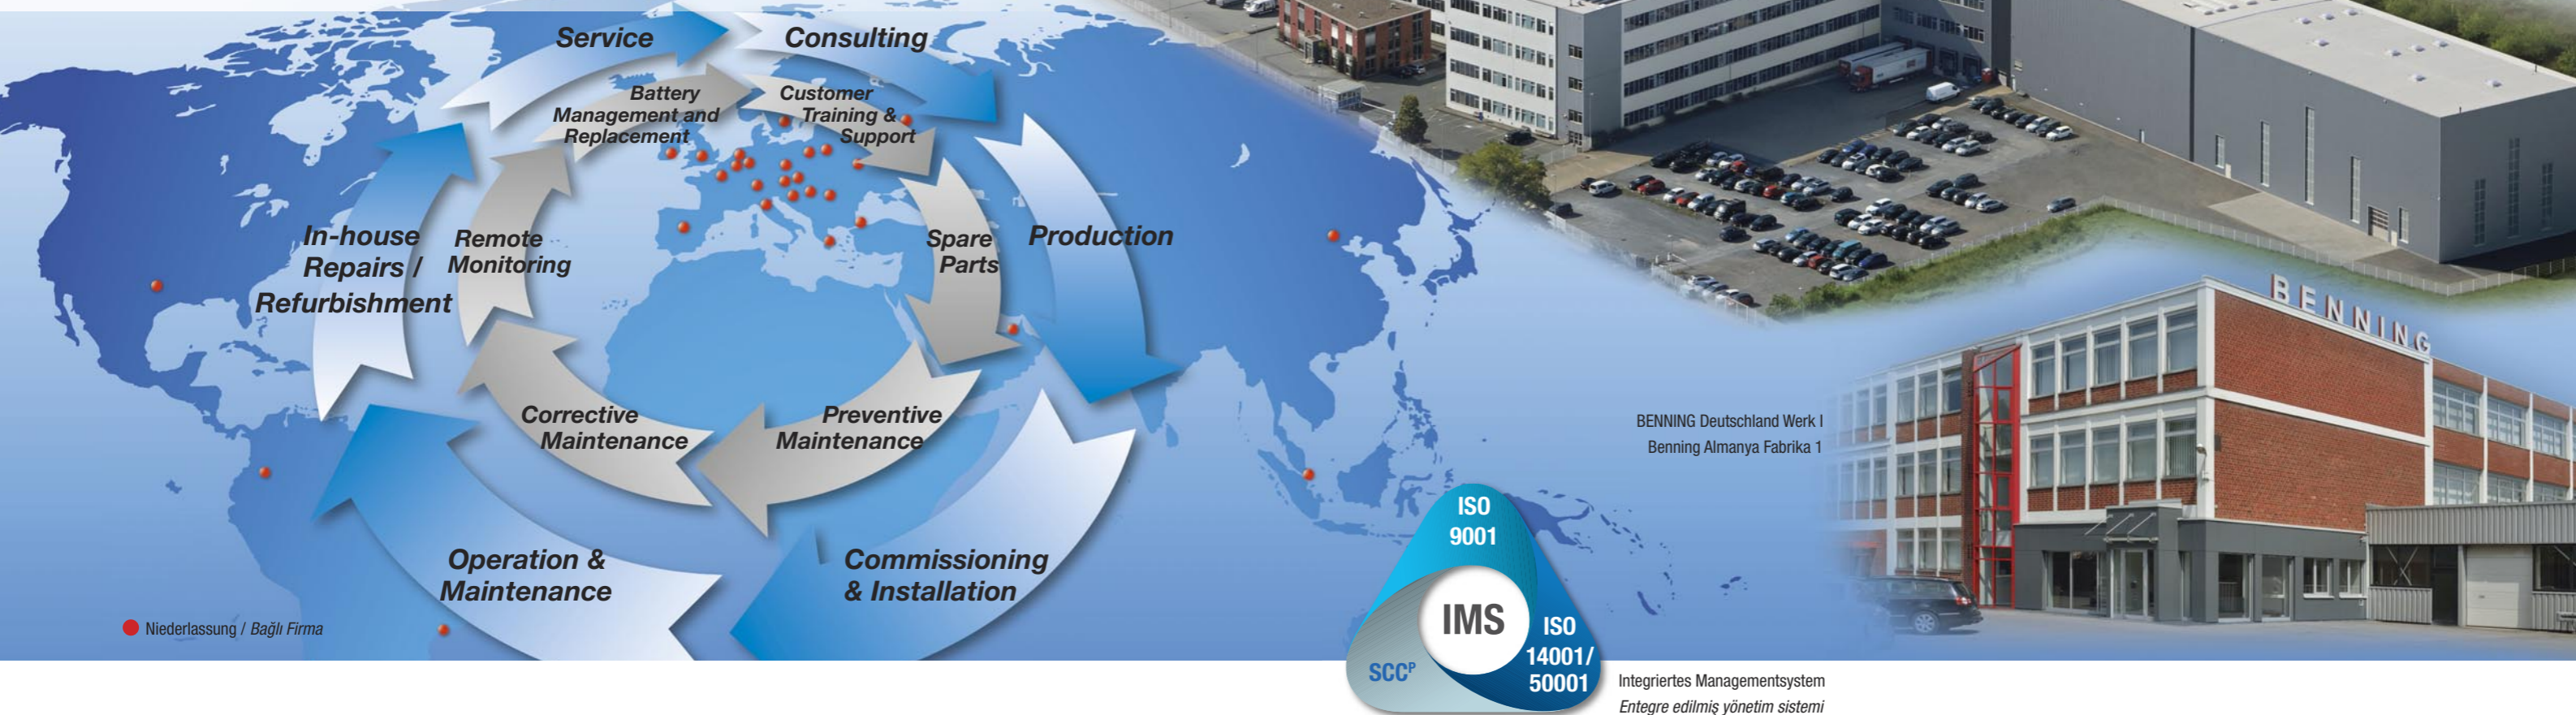 Service
Consulting
Battery
Management and
Replacement
Customer
Training &
Support
In-house
Repairs /
Refurbishment
Remote
Monitoring
Spare
Parts
Production
Corrective
Maintenance
Preventive
Maintenance
Operation &
Maintenance
Commissioning
& Installation
Niederlassung / Bağlı Firma
BENNING
BENNING Deutschland Werk I
Benning Almanya Fabrika 1
ISO
9001
IMS
ISO
14001/
50001
SCCᴾ
Integriertes Managementsystem
Entegre edilmiş yönetim sistemi